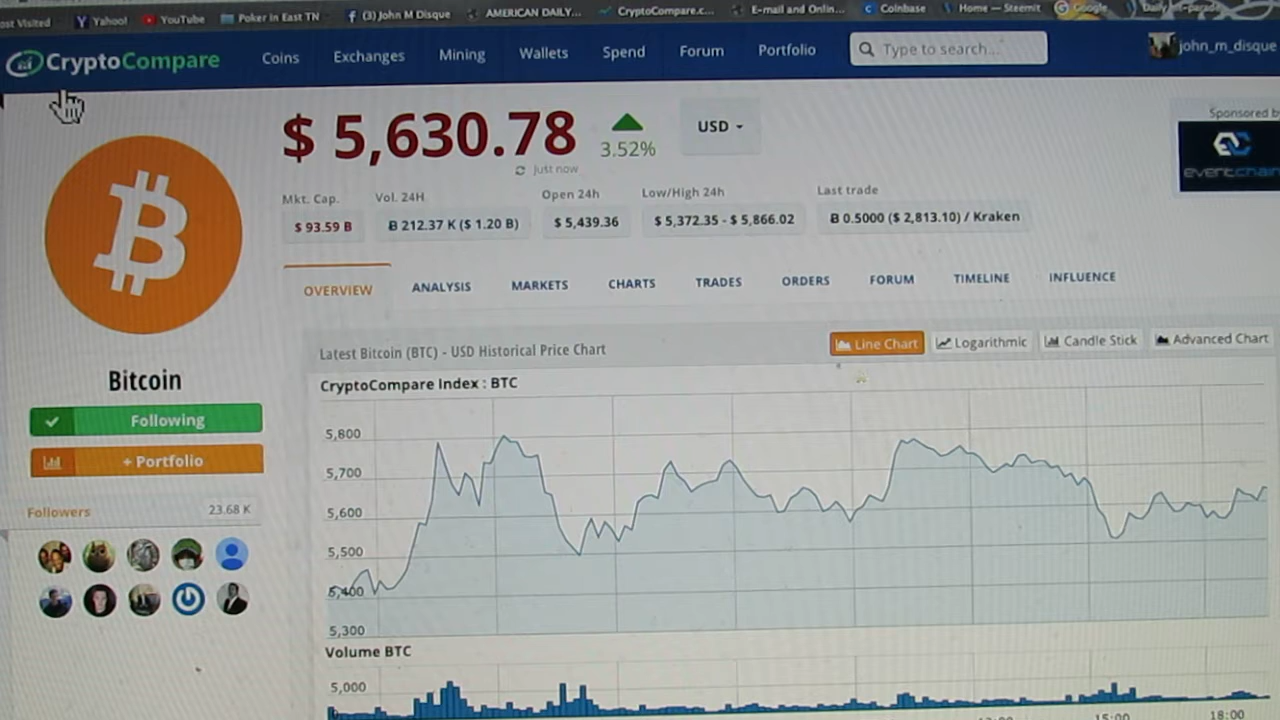 ost Visited Yahoo! YouTube Poker in East TN (3) John M Disque AMERICAN DAILY... CryptoCompare.c... E-mail and Onlin... Coinbase Home — Steemit Google Daily
CryptoCompare Coins Exchanges Mining Wallets Spend Forum Portfolio Type to search... john_m_disque
$ 5,630.78 3.52% USD
Just now
Sponsored by
eventchain
Mkt. Cap. Vol. 24H Open 24h Low/High 24h Last trade
$ 93.59 B Ƀ 212.37 K ($ 1.20 B) $ 5,439.36 $ 5,372.35 - $ 5,866.02 Ƀ 0.5000 ($ 2,813.10) / Kraken
OVERVIEW ANALYSIS MARKETS CHARTS TRADES ORDERS FORUM TIMELINE INFLUENCE
Latest Bitcoin (BTC) - USD Historical Price Chart Line Chart Logarithmic Candle Stick Advanced Chart
Bitcoin
Following
+ Portfolio
Followers 23.68 K
CryptoCompare Index : BTC
5,800
5,700
5,600
5,500
5,400
5,300
Volume BTC
5,000
15:00 18:00